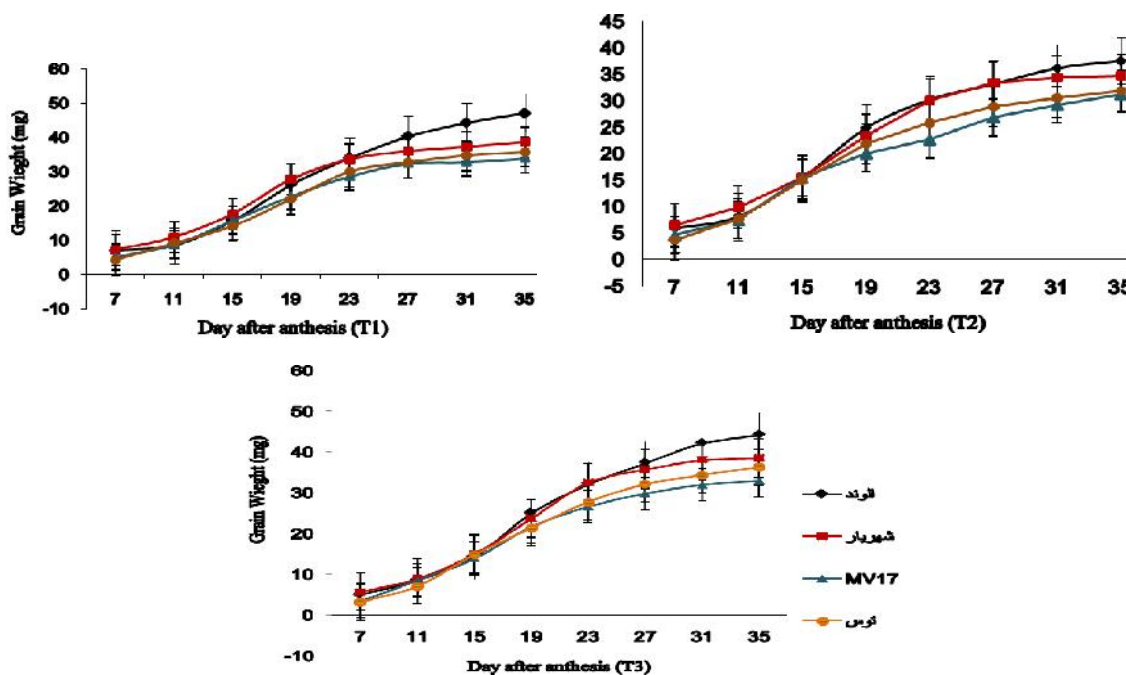 60
50
40
30
20
10
0
-10
Grain Wieght (mg)
7 11 15 19 23 27 31 35
Day after anthesis (T1)
45
40
35
30
25
20
15
10
5
0
-5
7 11 15 19 23 27 31 35
Day after anthesis (T2)
60
50
40
30
20
10
0
-10
Grain Wieght (mg)
7 11 15 19 23 27 31 35
Day after anthesis (T3)
الوند
شهریار
MV17
توس